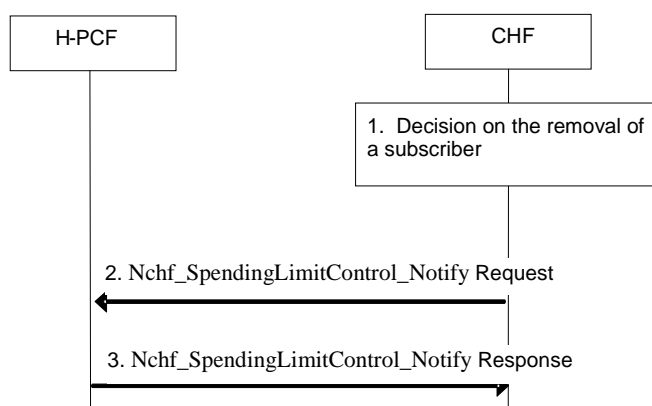 H-PCF
CHF
1. Decision on the removal of
a subscriber
2. Nchf_SpendingLimitControl_Notify Request
3. Nchf_SpendingLimitControl_Notify Response